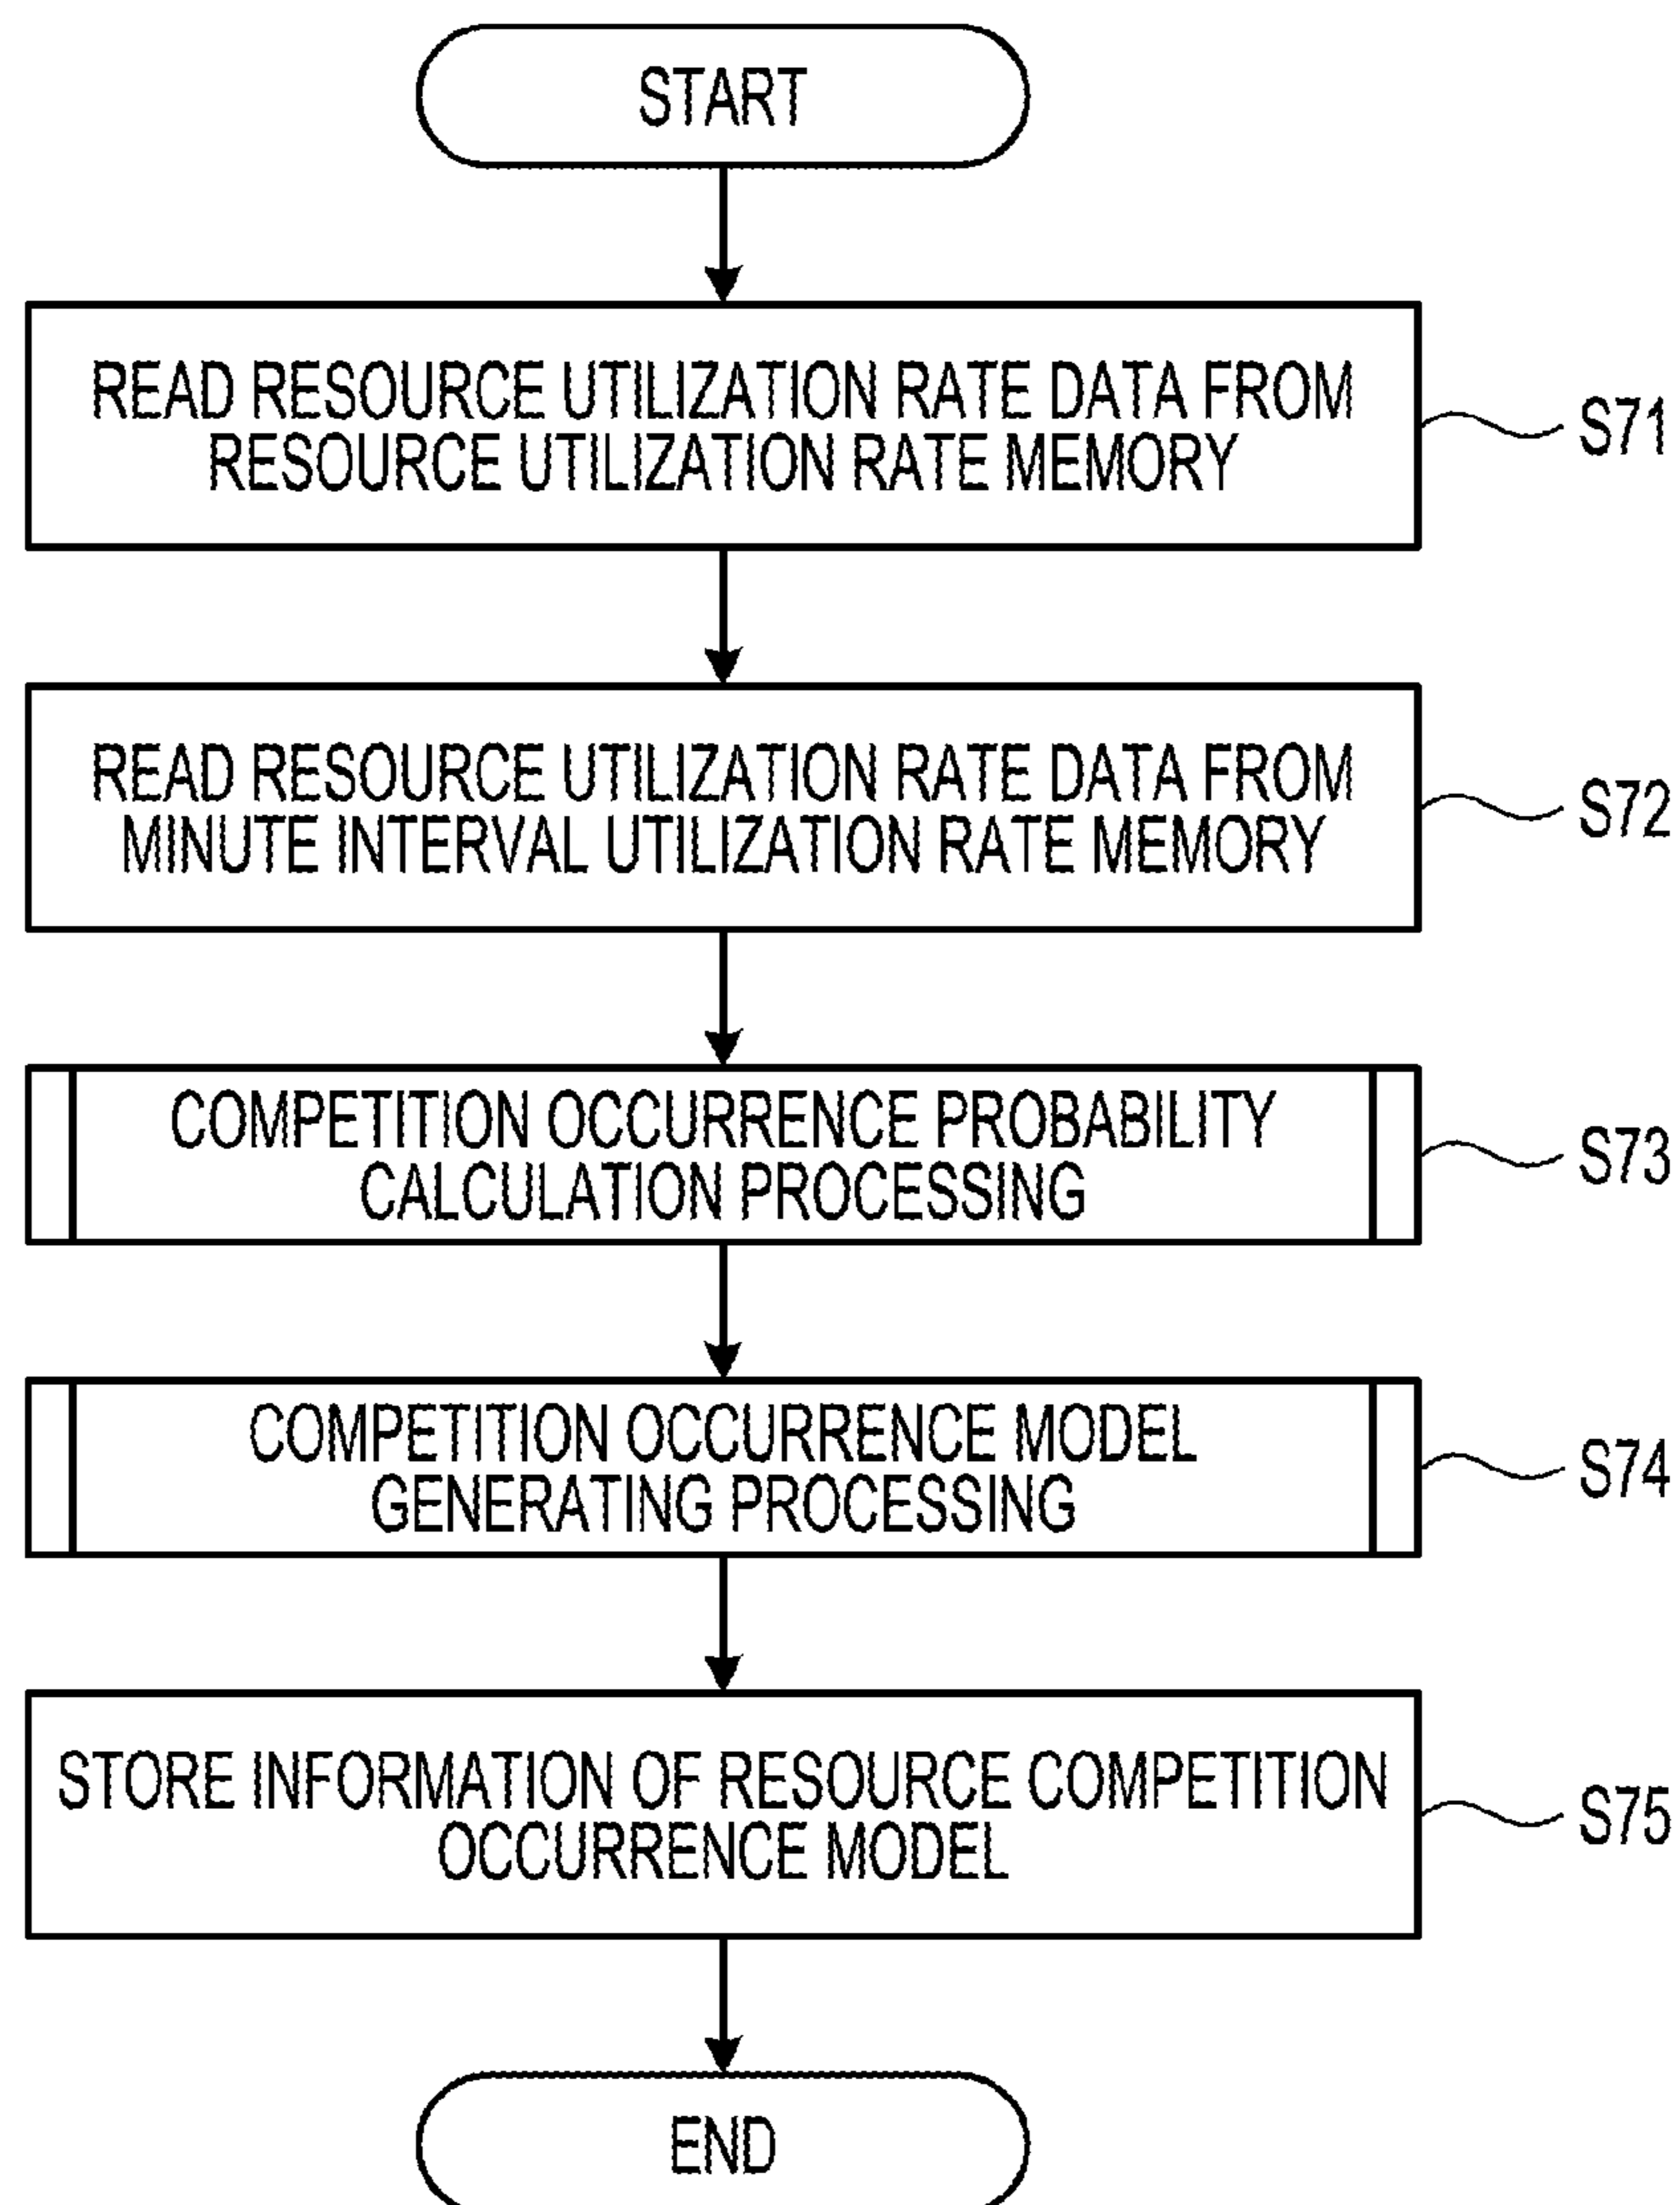 START
READ RESOURCE UTILIZATION RATE DATA FROM
RESOURCE UTILIZATION RATE MEMORY
S71
READ RESOURCE UTILIZATION RATE DATA FROM
MINUTE INTERVAL UTILIZATION RATE MEMORY
S72
COMPETITION OCCURRENCE PROBABILITY
CALCULATION PROCESSING
S73
COMPETITION OCCURRENCE MODEL
GENERATING PROCESSING
S74
STORE INFORMATION OF RESOURCE COMPETITION
OCCURRENCE MODEL
S75
END